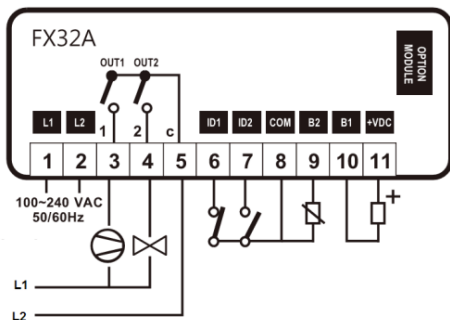 FX32A
OUT1 OUT2
OPTION
MODULE
L1 L2 1 2 c ID1 ID2 COM B2 B1 +VDC
1 2 3 4 5 6 7 8 9 10 11
100~240 VAC
50/60Hz
+
L1
L2